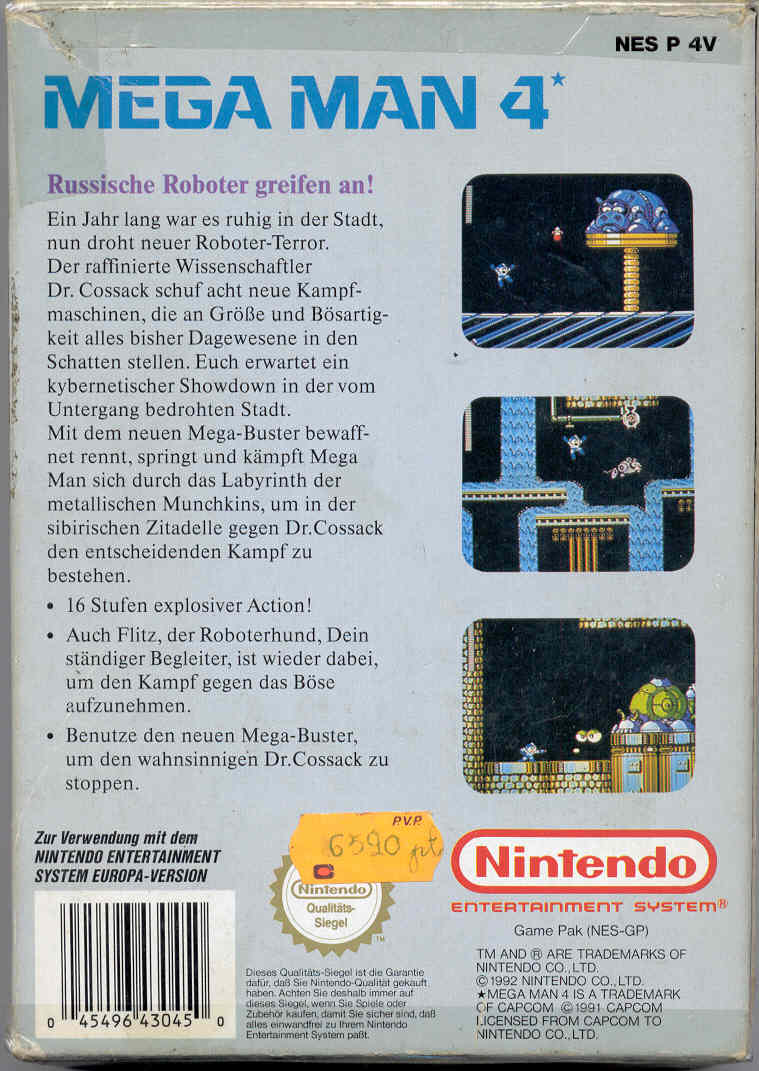 NES P 4V
MEGA MAN 4★
Russische Roboter greifen an!
Ein Jahr lang war es ruhig in der Stadt,
nun droht neuer Roboter-Terror.
Der raffinierte Wissenschaftler
Dr. Cossack schuf acht neue Kampf-
maschinen, die an Größe und Bösartig-
keit alles bisher Dagewesene in den
Schatten stellen. Euch erwartet ein
kybernetischer Showdown in der vom
Untergang bedrohten Stadt.
Mit dem neuen Mega-Buster bewaff-
net rennt, springt und kämpft Mega
Man sich durch das Labyrinth der
metallischen Munchkins, um in der
sibirischen Zitadelle gegen Dr.Cossack
den entscheidenden Kampf zu
bestehen.
• 16 Stufen explosiver Action!
• Auch Flitz, der Roboterhund, Dein
ständiger Begleiter, ist wieder dabei,
um den Kampf gegen das Böse
aufzunehmen.
• Benutze den neuen Mega-Buster,
um den wahnsinnigen Dr.Cossack zu
stoppen.
Zur Verwendung mit dem
NINTENDO ENTERTAINMENT
SYSTEM EUROPA-VERSION
0 45496 43045 0
P.V.P.
6590 pt
Nintendo
Qualitäts-
Siegel
TM
Dieses Qualitäts-Siegel ist die Garantie
dafür, daß Sie Nintendo-Qualität gekauft
haben. Achten Sie deshalb immer auf
dieses Siegel, wenn Sie Spiele oder
Zubehör kaufen, damit Sie sicher sind, daß
alles einwandfrei zu Ihrem Nintendo
Entertainment System paßt.
Nintendo
ENTERTAINMENT SYSTEM®
Game Pak (NES-GP)
TM AND ® ARE TRADEMARKS OF
NINTENDO CO., LTD.
©1992 NINTENDO CO., LTD.
★MEGA MAN 4 IS A TRADEMARK
OF CAPCOM ©1991 CAPCOM
LICENSED FROM CAPCOM TO
NINTENDO CO., LTD.